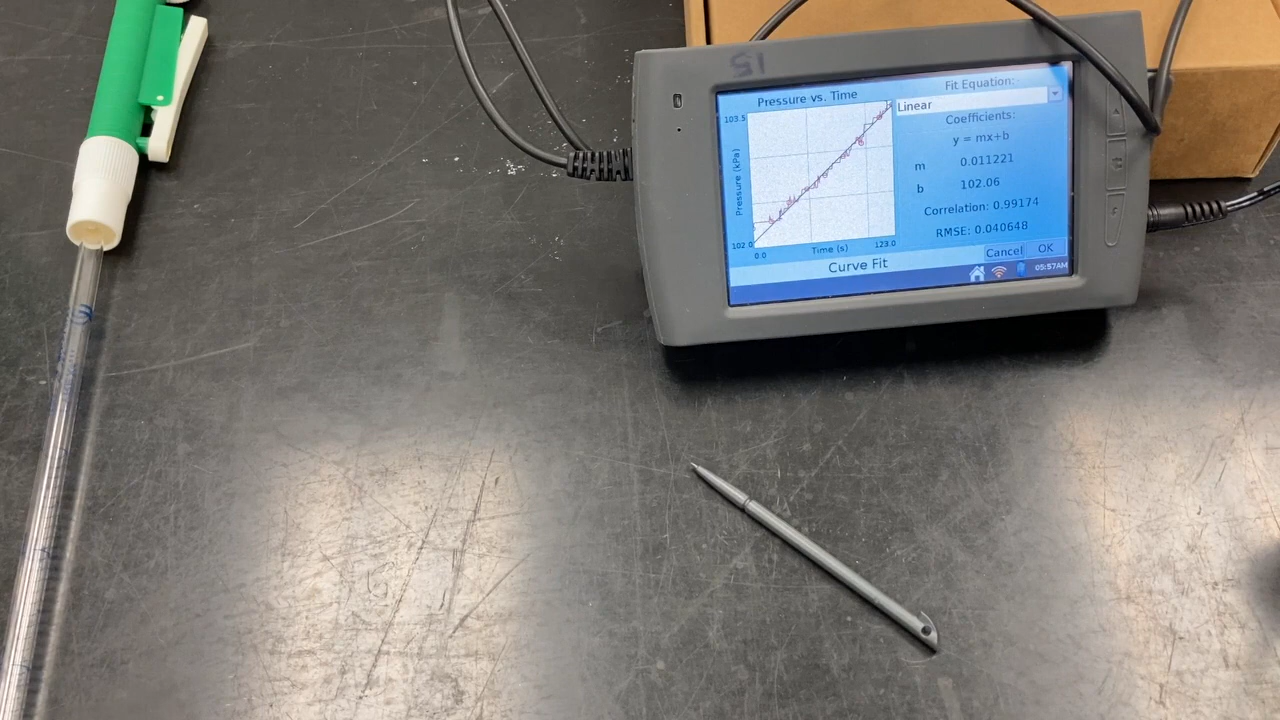 15
Pressure vs. Time
Fit Equation:
Linear
103.5
Pressure (kPa)
102.0
0.0
Time (s)
123.0
Coefficients:
y = mx+b
m 0.011221
b 102.06
Correlation: 0.99174
RMSE: 0.040648
Cancel OK
Curve Fit
05:57AM